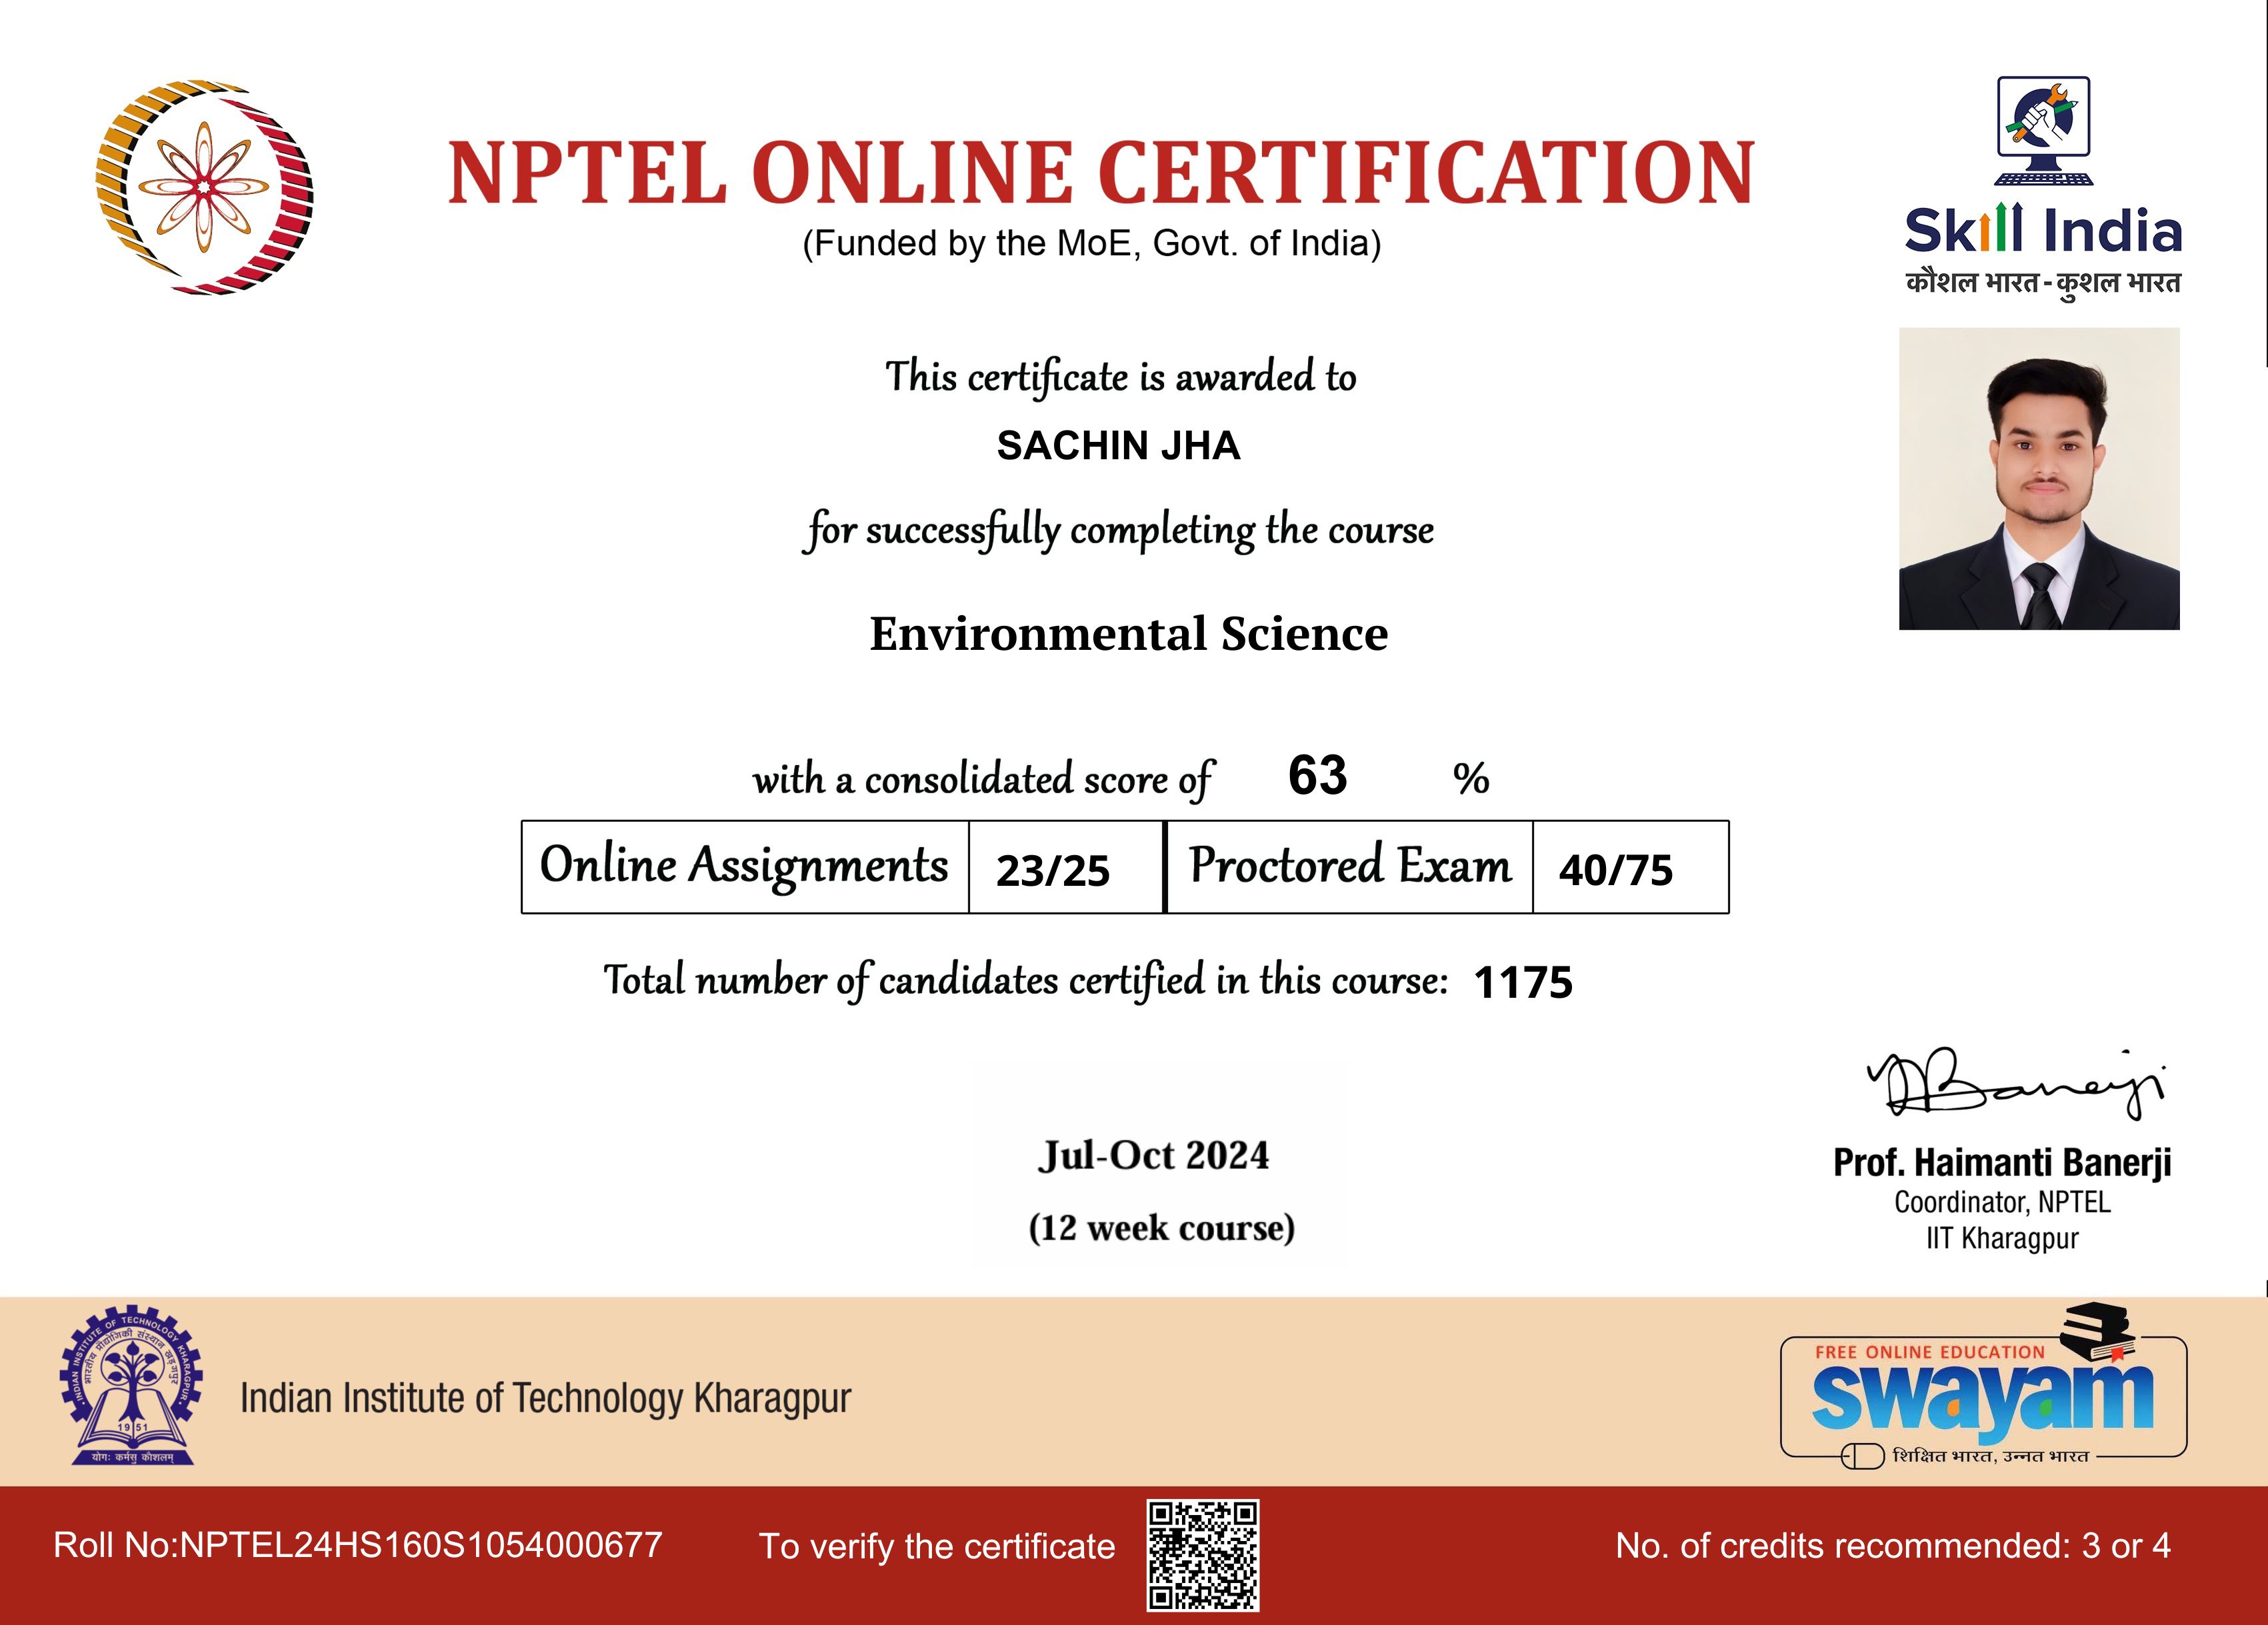 NPTEL ONLINE CERTIFICATION
(Funded by the MoE, Govt. of India)
Skill India
कौशल भारत-कुशल भारत
This certificate is awarded to
SACHIN JHA
for successfully completing the course
Environmental Science
with a consolidated score of 63 %
Online Assignments 23/25 Proctored Exam 40/75
Total number of candidates certified in this course: 1175
Jul-Oct 2024
(12 week course)
Banerji
Prof. Haimanti Banerji
Coordinator, NPTEL
IIT Kharagpur
INDIAN INSTITUTE OF TECHNOLOGY KHARAGPUR
भारतीय प्रौद्योगिकी संस्थान खड़गपुर
1951
योगः कर्मसु कौशलम्
Indian Institute of Technology Kharagpur
FREE ONLINE EDUCATION
swayam
शिक्षित भारत, उन्नत भारत
Roll No:NPTEL24HS160S1054000677
To verify the certificate
No. of credits recommended: 3 or 4